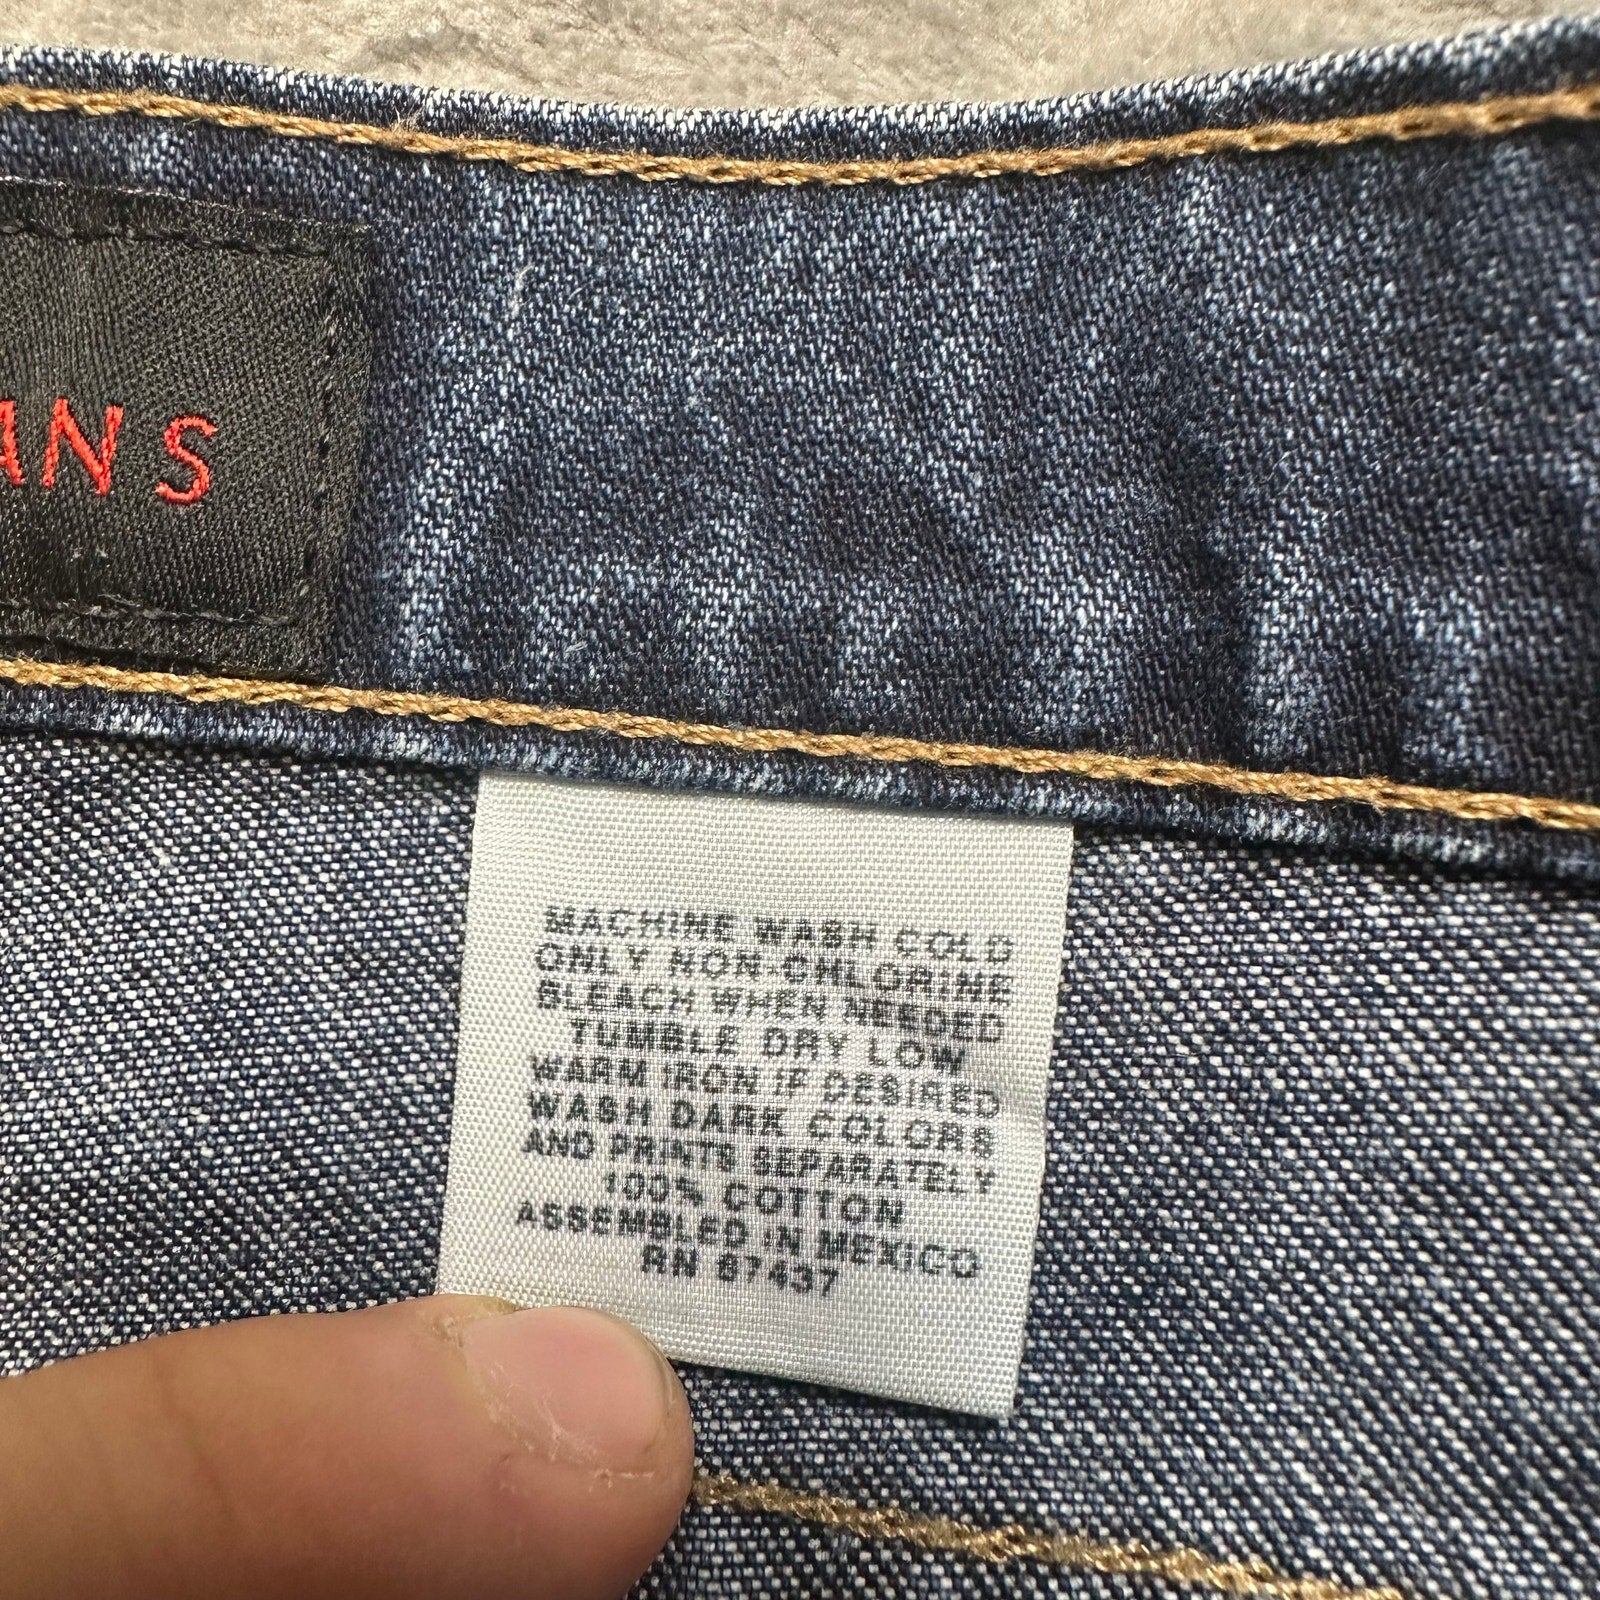 ANS
MACHINE WASH COLD
ONLY NON-CHLORINE
BLEACH WHEN NEEDED
TUMBLE DRY LOW
WARM IRON IF DESIRED
WASH DARK COLORS
AND PRINTS SEPARATELY
100% COTTON
ASSEMBLED IN MEXICO
RN 67437